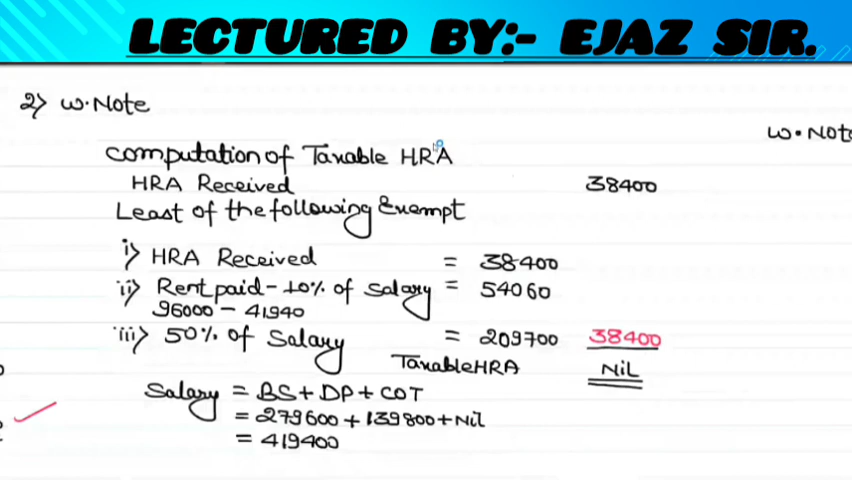 LECTURED BY:- EJAZ SIR.
2) W.Note
W.Note
Computation of Taxable HRA
HRA Received 38400
Least of the following Exempt
i) HRA Received = 38400
ii) Rent paid - 10% of Salary = 54060
96000 - 41940
iii) 50% of Salary = 209700 38400
Taxable HRA Nil
Salary = BS + DP + COT
= 279600 + 139800 + Nil
= 419400